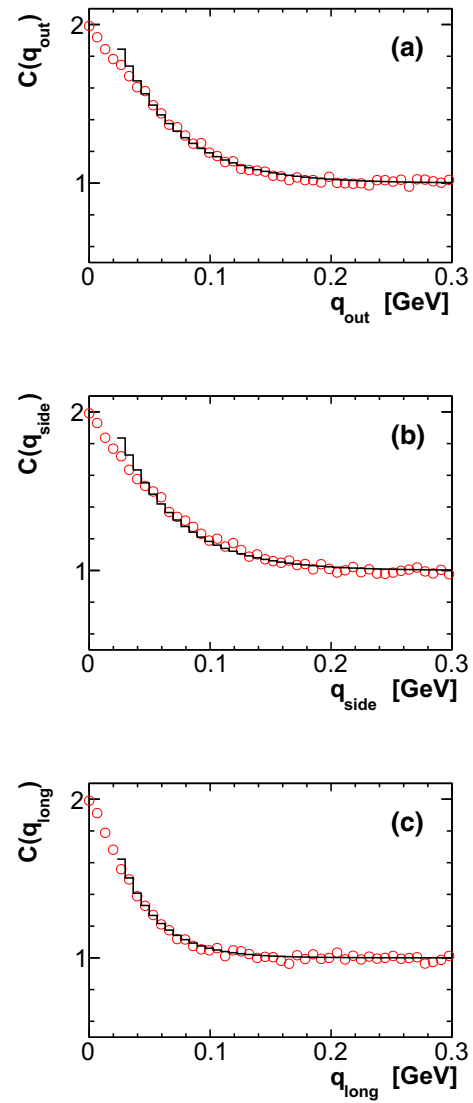 (a)
C(q_out)
2
1
0 0.1 0.2 0.3
q_out [GeV]
(b)
C(q_side)
2
1
0 0.1 0.2 0.3
q_side [GeV]
(c)
C(q_long)
2
1
0 0.1 0.2 0.3
q_long [GeV]